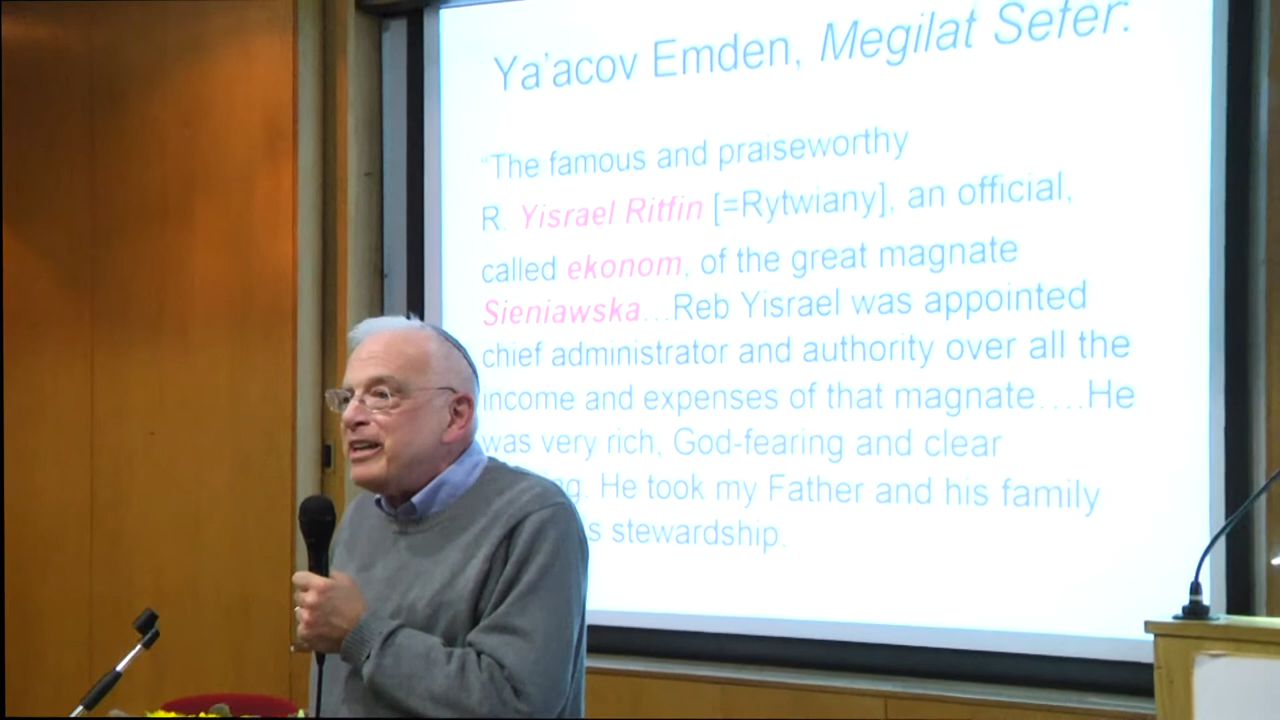 Ya'acov Emden, Megilat Sefer:
"The famous and praiseworthy
R. Yisrael Ritfin [=Rytwiany], an official,
called ekonom, of the great magnate
Sieniawska...Reb Yisrael was appointed
chief administrator and authority over all the
income and expenses of that magnate....He
was very rich, God-fearing and clear
He took my Father and his family
stewardship.